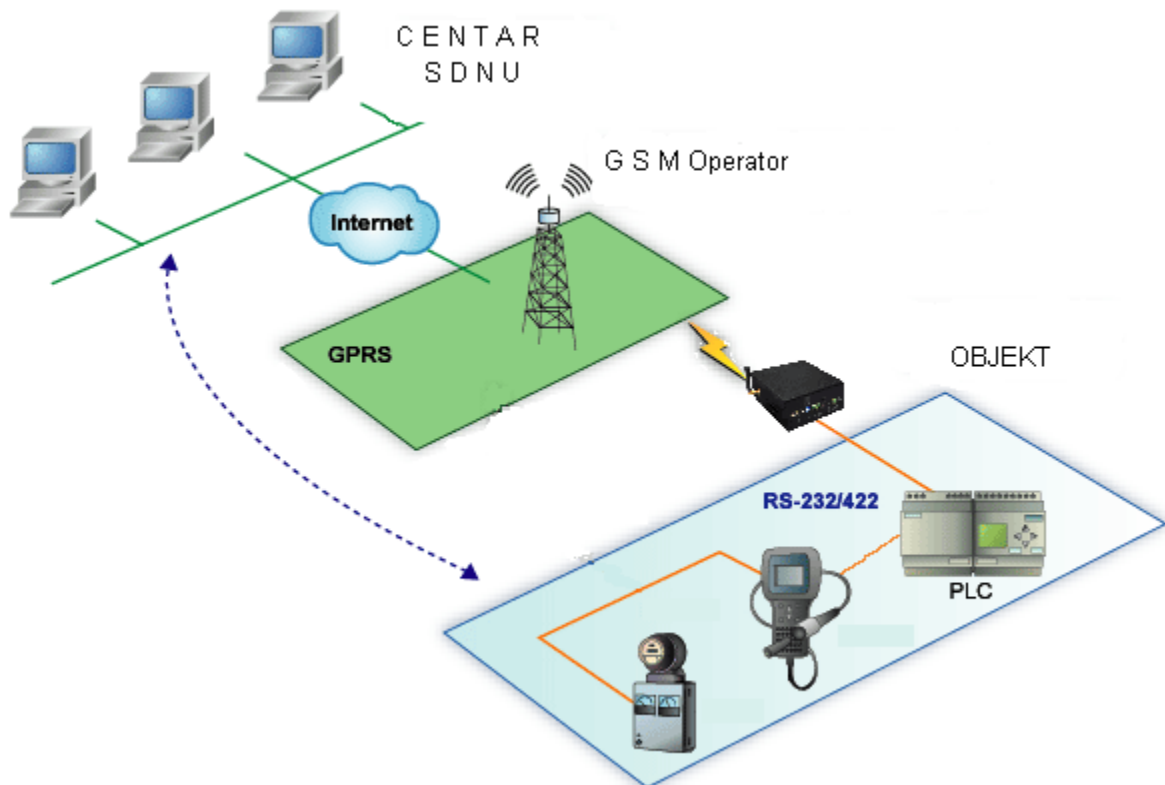 C E N T A R
S D N U
G S M Operator
Internet
GPRS
OBJEKT
RS-232/422
PLC